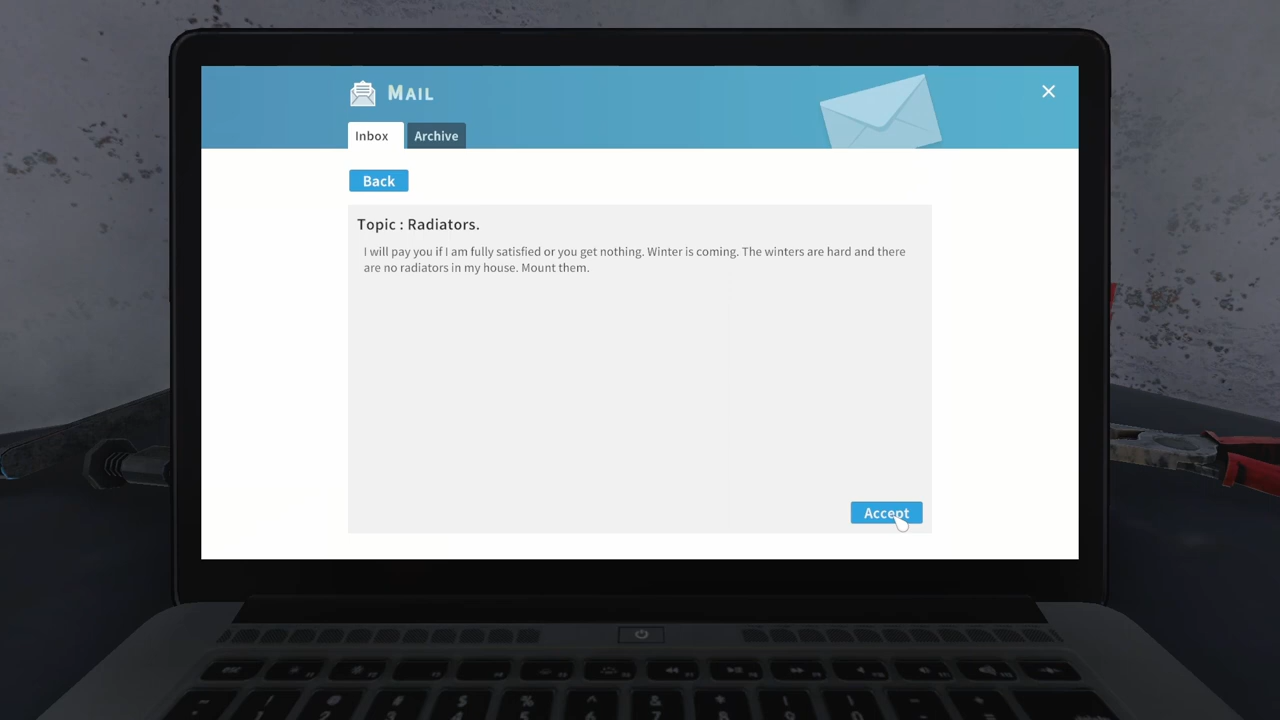 MAIL
Inbox
Archive
Back
Topic : Radiators.
I will pay you if I am fully satisfied or you get nothing. Winter is coming. The winters are hard and there
are no radiators in my house. Mount them.
Accept